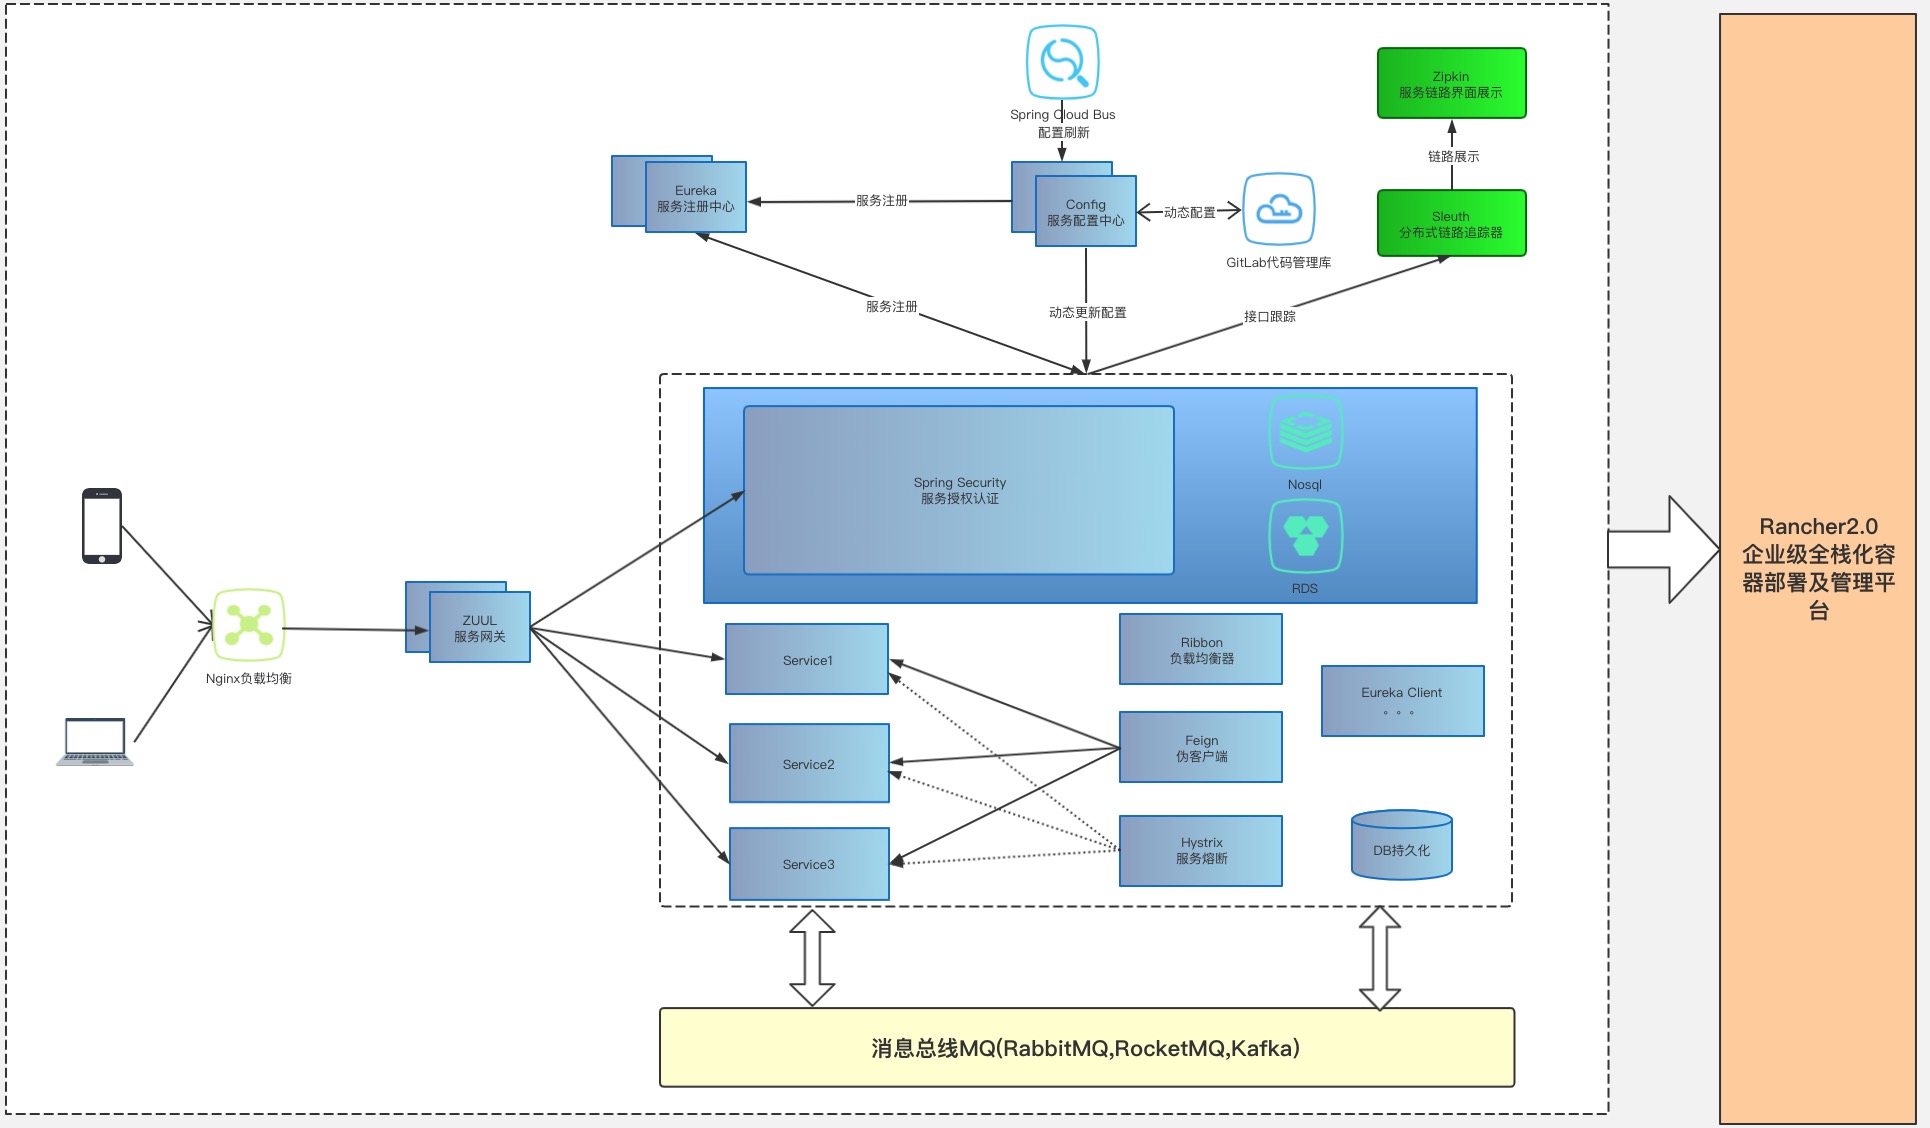 Spring Cloud Bus
配置刷新
Zipkin
服务链路界面展示
链路展示
Eureka
服务注册中心
服务注册
Config
服务配置中心
动态配置
GitLab代码管理库
Sleuth
分布式链路追踪器
服务注册
动态更新配置
接口跟踪
Spring Security
服务授权认证
Nosql
RDS
Rancher2.0
企业级全栈化容
器部署及管理平
台
Nginx负载均衡
ZUUL
服务网关
Service1
Service2
Service3
Ribbon
负载均衡器
Feign
伪客户端
Hystrix
服务熔断
Eureka Client
。。。
DB持久化
消息总线MQ(RabbitMQ,RocketMQ,Kafka)